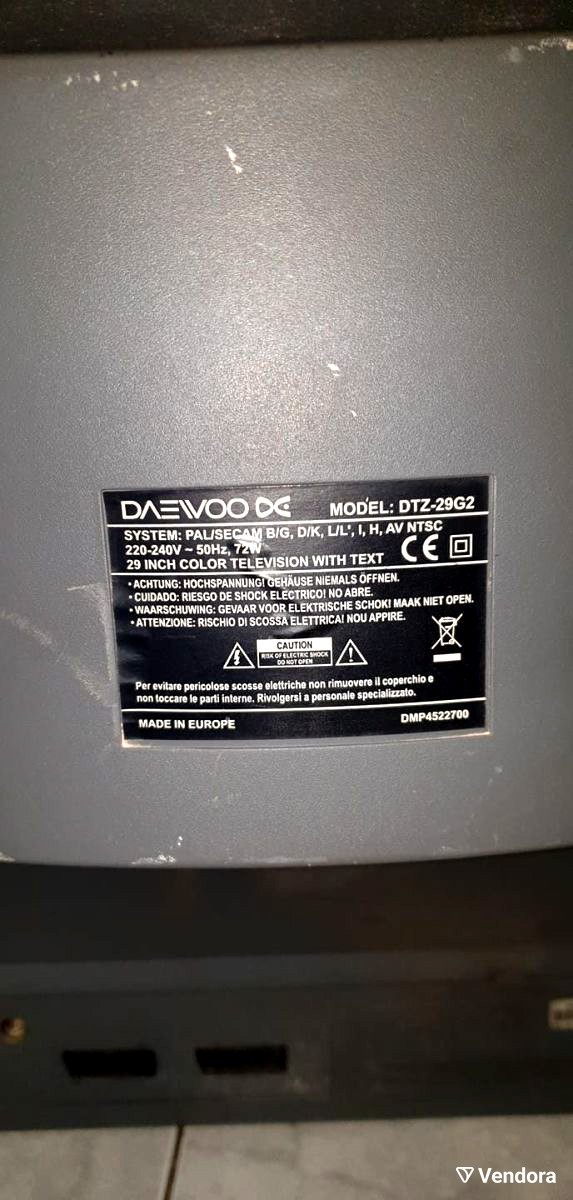 Vendora
DAEWOO
MODEL: DTZ-29G2
SYSTEM: PAL/SECAM B/G, D/K, L/L', I, H, AV NTSC
220-240V ~ 50Hz, 72W
29 INCH COLOR TELEVISION WITH TEXT
CE
• ACHTUNG: HOCHSPANNUNG! GEHÄUSE NIEMALS ÖFFNEN.
• CUIDADO: RIESGO DE SHOCK ELECTRICO! NO ABRE.
• WAARSCHUWING: GEVAAR VOOR ELEKTRISCHE SCHOK! MAAK NIET OPEN.
• ATTENZIONE: RISCHIO DI SCOSSA ELETTRICA! NOU APPIRE.
CAUTION
RISK OF ELECTRIC SHOCK
DO NOT OPEN
Per evitare pericolose scosse elettriche non rimuovere il coperchio e
non toccare le parti interne. Rivolgersi a personale specializzato.
MADE IN EUROPE
DMP4522700
Vendora